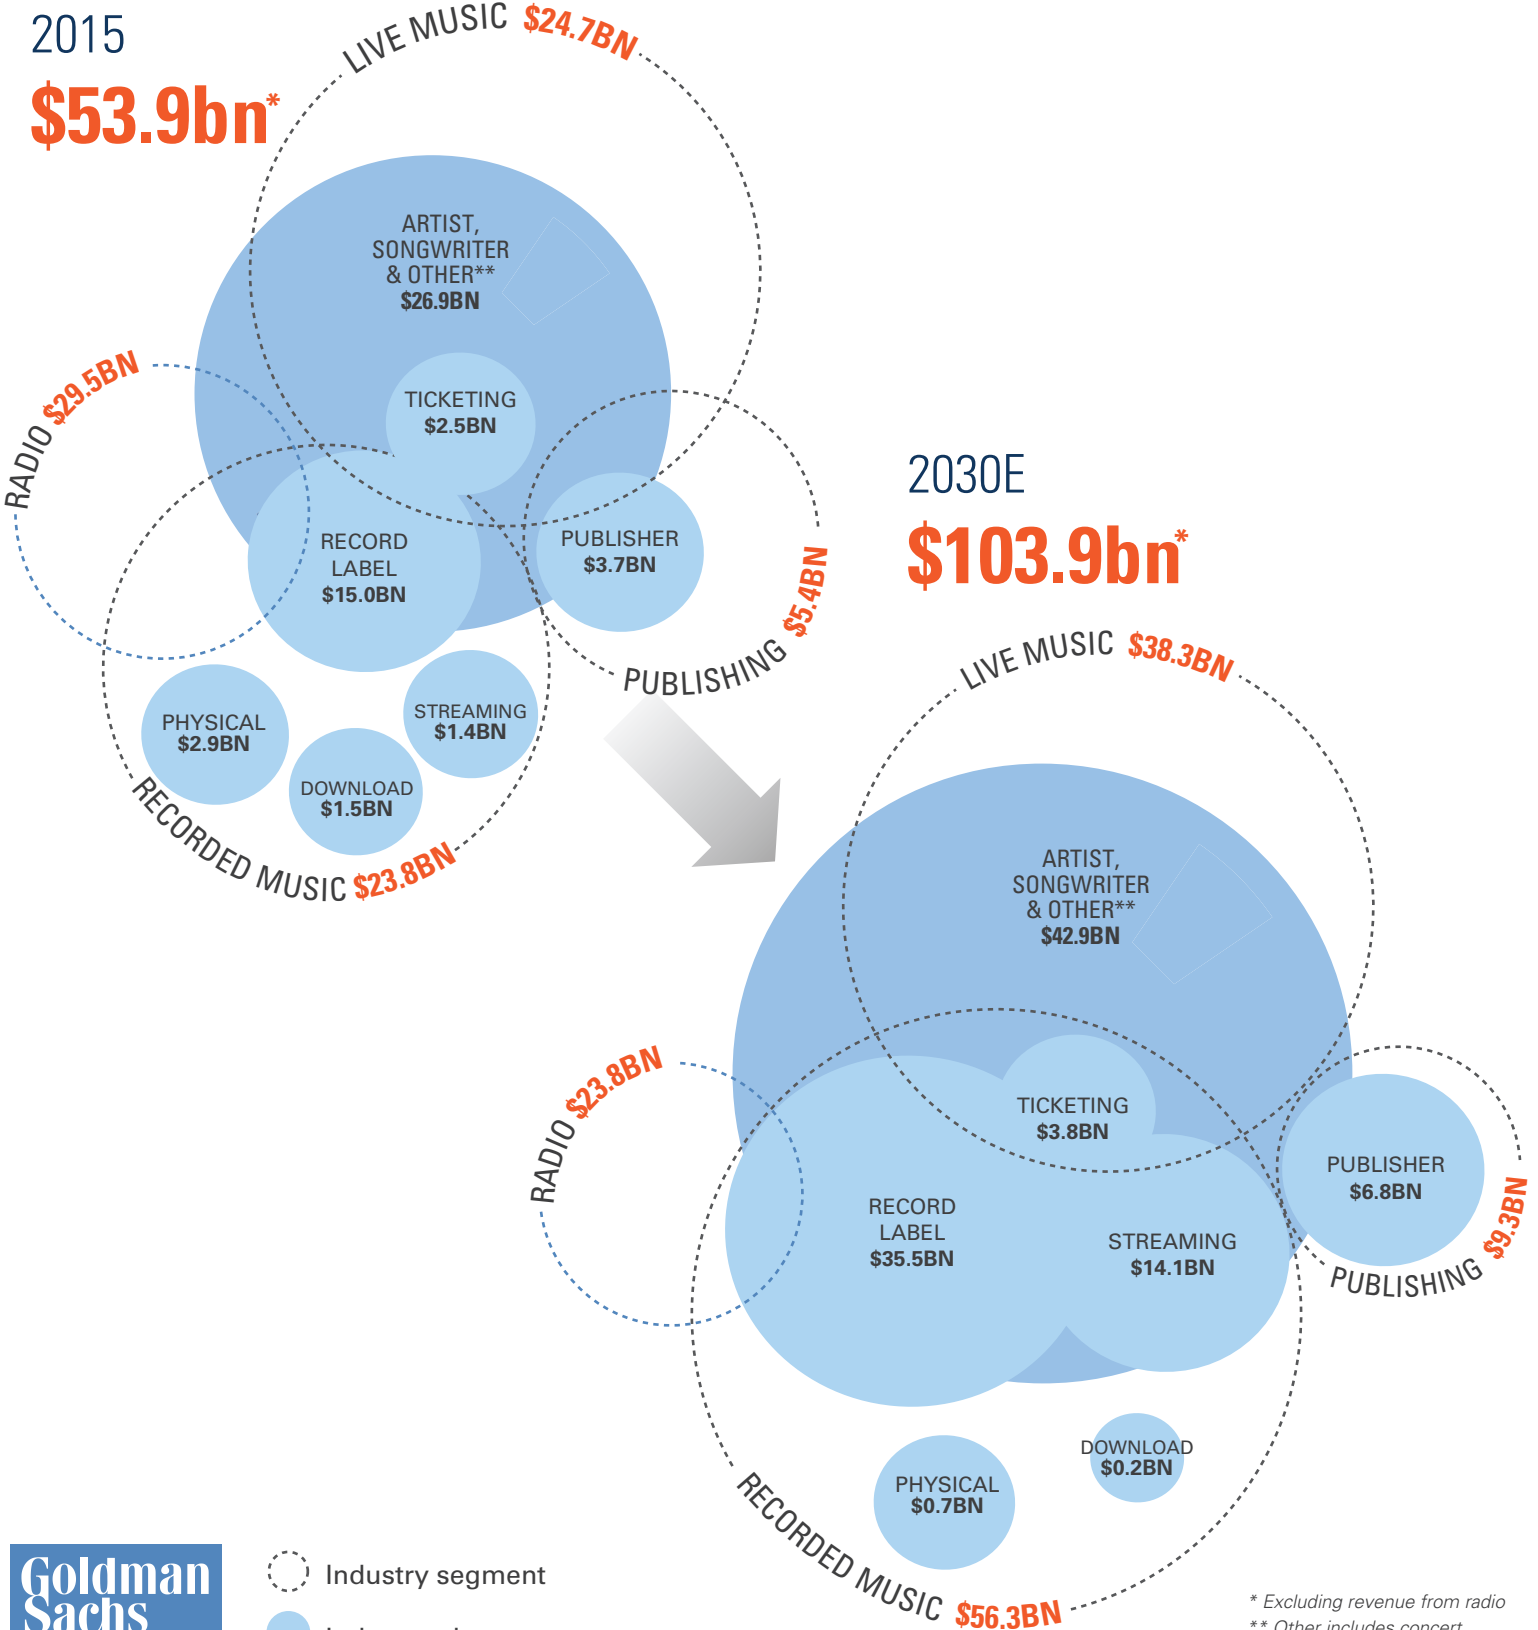 2015
$53.9bn*
LIVE MUSIC $24.7BN
ARTIST,
SONGWRITER
& OTHER**
$26.9BN
TICKETING
$2.5BN
RADIO $29.5BN
RECORD
LABEL
$15.0BN
PUBLISHER
$3.7BN
PUBLISHING $5.4BN
PHYSICAL
$2.9BN
STREAMING
$1.4BN
DOWNLOAD
$1.5BN
RECORDED MUSIC $23.8BN
2030E
$103.9bn*
LIVE MUSIC $38.3BN
ARTIST,
SONGWRITER
& OTHER**
$42.9BN
RADIO $23.8BN
TICKETING
$3.8BN
RECORD
LABEL
$35.5BN
STREAMING
$14.1BN
PUBLISHER
$6.8BN
PUBLISHING $9.3BN
PHYSICAL
$0.7BN
DOWNLOAD
$0.2BN
RECORDED MUSIC $56.3BN
Goldman
Sachs
Industry segment
* Excluding revenue from radio
** Other includes concert